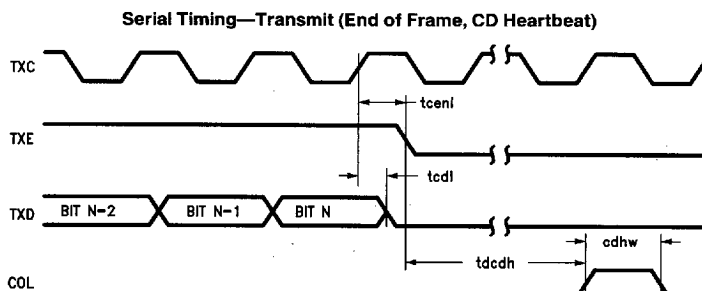 Serial Timing—Transmit (End of Frame, CD Heartbeat)
TXC
tcenl
TXE
tcdl
TXD
BIT N-2 BIT N-1 BIT N
cdhw
tdcdh
COL